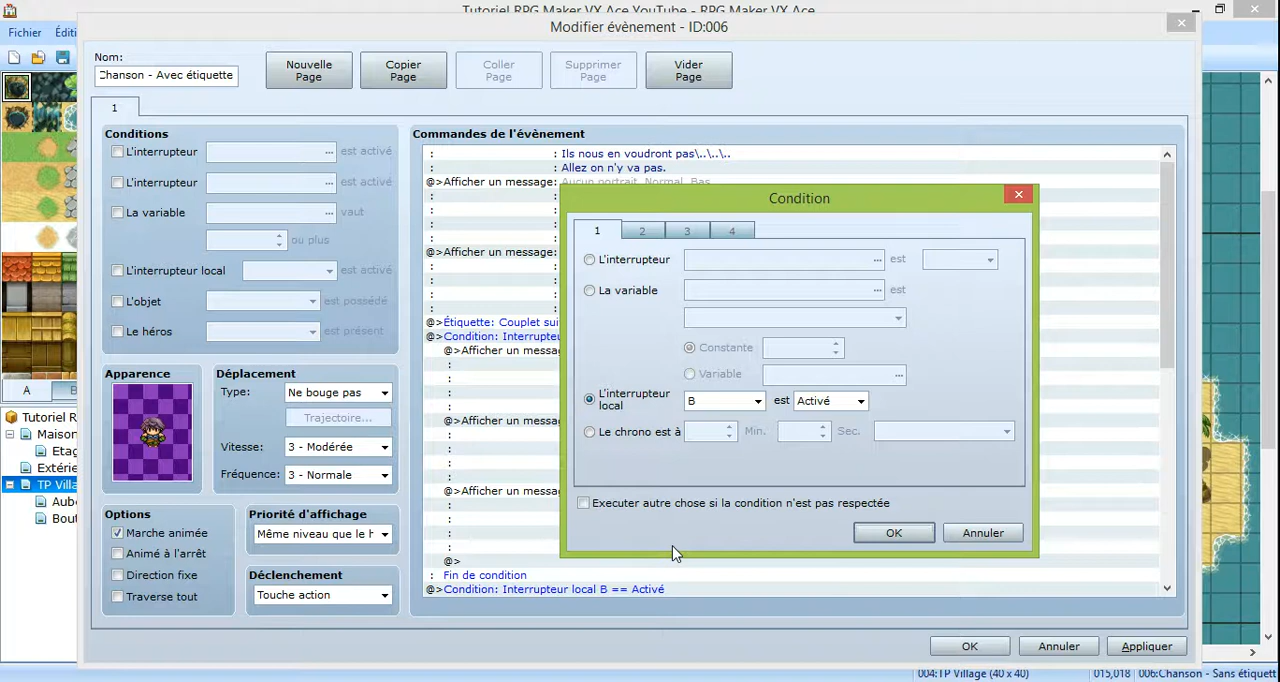 Tutoriel RPG Maker VX Ace YouTube - RPG Maker VX Ace
Modifier évènement - ID:006
Fichier Éditi
Nom:
Chanson - Avec étiquette
Nouvelle Page
Copier Page
Coller Page
Supprimer Page
Vider Page
1
Conditions
L'interrupteur ... est activé
L'interrupteur ... est activé
La variable ... vaut
ou plus
L'interrupteur local est activé
L'objet est possédé
Le héros est présent
Apparence
Déplacement
Type: Ne bouge pas
Trajectoire...
Vitesse: 3 - Modérée
Fréquence: 3 - Normale
Options
Marche animée
Animé à l'arrêt
Direction fixe
Traverse tout
Priorité d'affichage
Même niveau que le h
Déclenchement
Touche action
Commandes de l'évènement
: : Ils nous en voudront pas\..\..\..
: : Allez on n'y va pas.
@>Afficher un message: Aucun portrait, Normal, Bas
:
:
:
:
@>Afficher un message:
:
:
:
:
@>Étiquette: Couplet sui
@>Condition: Interrupteu
@>Afficher un message
:
:
:
:
@>Afficher un message
:
:
:
:
@>Afficher un message
:
:
:
:
@>
: Fin de condition
@>Condition: Interrupteur local B == Activé
Condition
1 2 3 4
L'interrupteur ... est
La variable ... est
Constante
Variable ...
L'interrupteur local B est Activé
Le chrono est à Min. Sec.
Executer autre chose si la condition n'est pas respectée
OK Annuler
OK Annuler Appliquer
A B
Tutoriel R
Maison
Etag
Extérie
TP Villa
Aub
Bout
004:TP Village (40 x 40) 015,018 006:Chanson - Sans étiquett